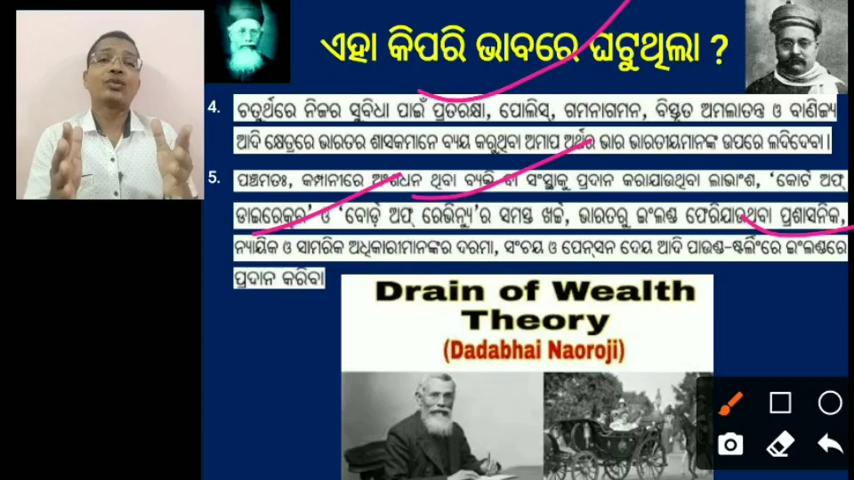 ଏହା କିପରି ଭାବରେ ଘଟୁଥିଲା ?
4. ଚତୁର୍ଥରେ ନିଜର ସୁବିଧା ପାଇଁ ପ୍ରତିରକ୍ଷା, ପୋଲିସ୍, ଗମନାଗମନ, ବିସ୍ତୃତ ଅମଲାତନ୍ତ୍ର ଓ ବାଣିଜ୍ୟ
ଆଦି କ୍ଷେତ୍ରରେ ଭାରତର ଶାସକମାନେ ବ୍ୟୟ କରୁଥିବା ଅମାପ ଅର୍ଥର ଭାର ଭାରତୀୟମାନଙ୍କ ଉପରେ ଲଦିଦେବା।
5. ପଞ୍ଚମତଃ, କମ୍ପାନୀରେ ଅଂଶଧନ ଥିବା ବ୍ୟକ୍ତି ବା ସଂସ୍ଥାକୁ ପ୍ରଦାନ କରାଯାଉଥିବା ଲାଭାଂଶ, ‘କୋର୍ଟ ଅଫ୍
ଡାଇରେକ୍ଟର’ ଓ ‘ବୋର୍ଡ଼ ଅଫ୍ ରେଭିନ୍ୟୁ’ର ସମସ୍ତ ଖର୍ଚ୍ଚ, ଭାରତରୁ ଇଂଲଣ୍ଡ ଫେରିଯାଉଥିବା ପ୍ରଶାସନିକ,
ନ୍ୟାୟିକ ଓ ସାମରିକ ଅଧିକାରୀମାନଙ୍କର ଦରମା, ସଂଚୟ ଓ ପେନ୍‌ସନ ଦେୟ ଆଦି ପାଉଣ୍ଡ-ଷ୍ଟର୍ଲିଂରେ ଇଂଲଣ୍ଡରେ
ପ୍ରଦାନ କରିବା
Drain of Wealth
Theory
(Dadabhai Naoroji)